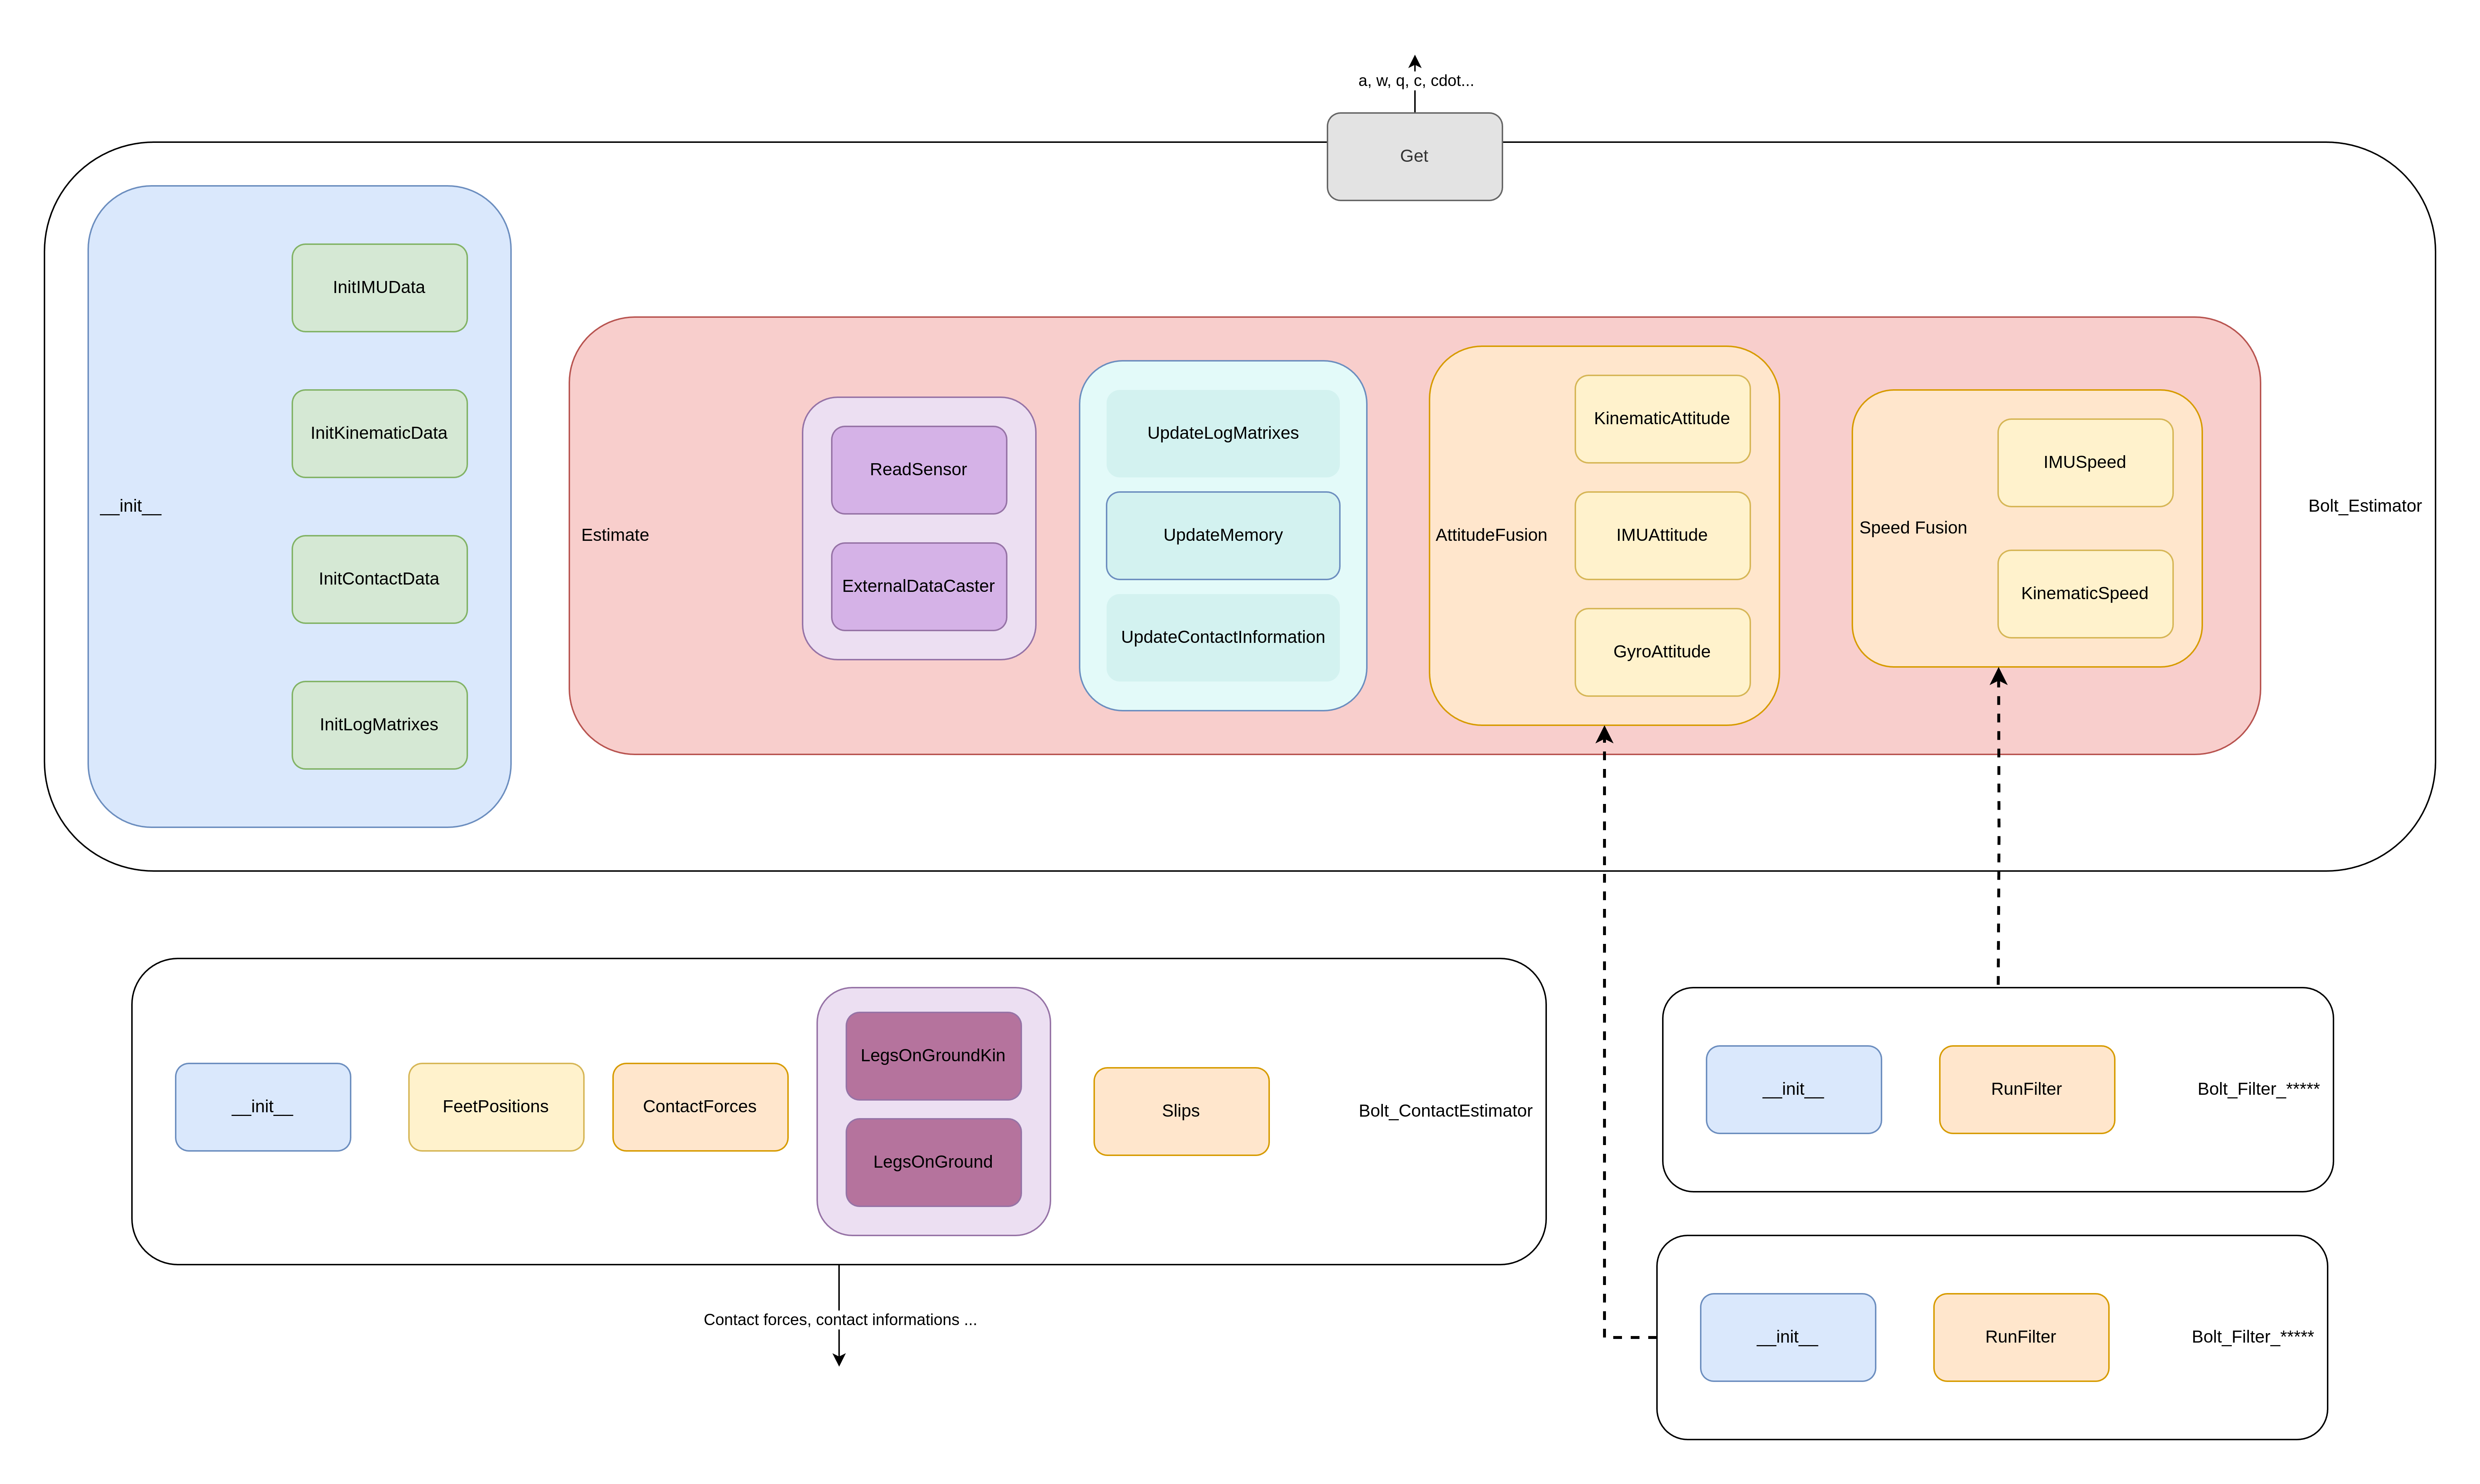 a, w, q, c, cdot...
Get
__init__
InitIMUData
InitKinematicData
InitContactData
InitLogMatrixes
Estimate
ReadSensor
ExternalDataCaster
UpdateLogMatrixes
UpdateMemory
UpdateContactInformation
AttitudeFusion
KinematicAttitude
IMUAttitude
GyroAttitude
Speed Fusion
IMUSpeed
KinematicSpeed
Bolt_Estimator
__init__
FeetPositions
ContactForces
LegsOnGroundKin
LegsOnGround
Slips
Bolt_ContactEstimator
Contact forces, contact informations ...
__init__
RunFilter
Bolt_Filter_*****
__init__
RunFilter
Bolt_Filter_*****